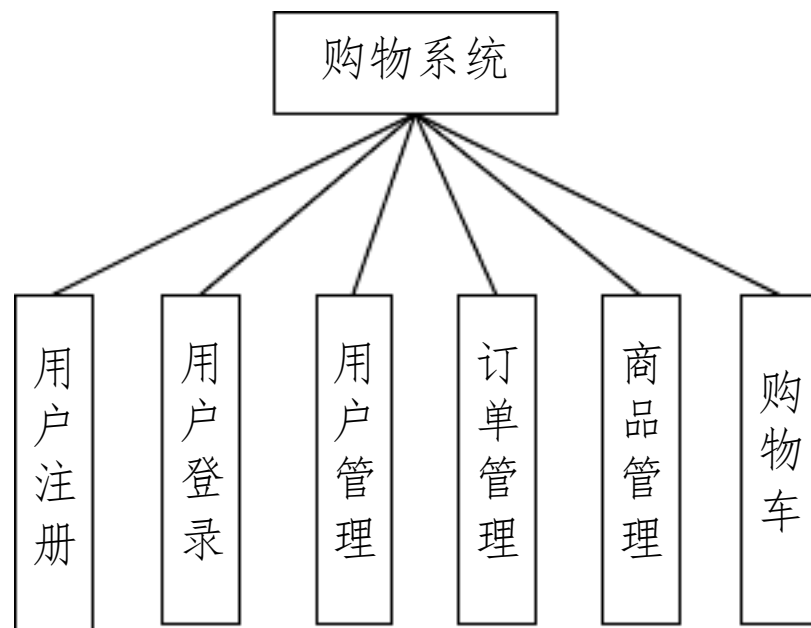 购物系统
用户注册
用户登录
用户管理
订单管理
商品管理
购物车